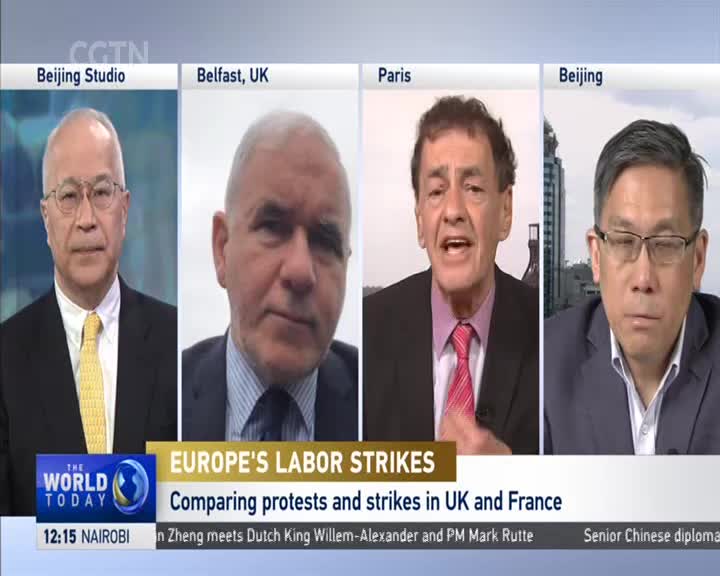 CGTN
Beijing Studio
Belfast, UK
Paris
Beijing
EUROPE'S LABOR STRIKES
THE
WORLD
TODAY
Comparing protests and strikes in UK and France
12:15 NAIROBI
Zheng meets Dutch King Willem-Alexander and PM Mark Rutte
Senior Chinese